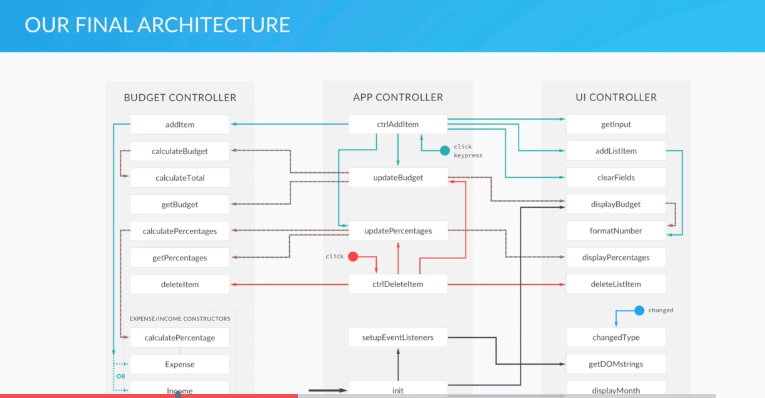 OUR FINAL ARCHITECTURE
BUDGET CONTROLLER
addItem
calculateBudget
calculateTotal
getBudget
calculatePercentages
getPercentages
deleteItem
EXPENSE/INCOME CONSTRUCTORS
calculatePercentage
Expense
OR
Income
APP CONTROLLER
ctrlAddItem
click
keypress
updateBudget
updatePercentages
click
ctrlDeleteItem
setupEventListeners
init
UI CONTROLLER
getInput
addListItem
clearFields
displayBudget
formatNumber
displayPercentages
deleteListItem
changed
changedType
getDOMstrings
displayMonth